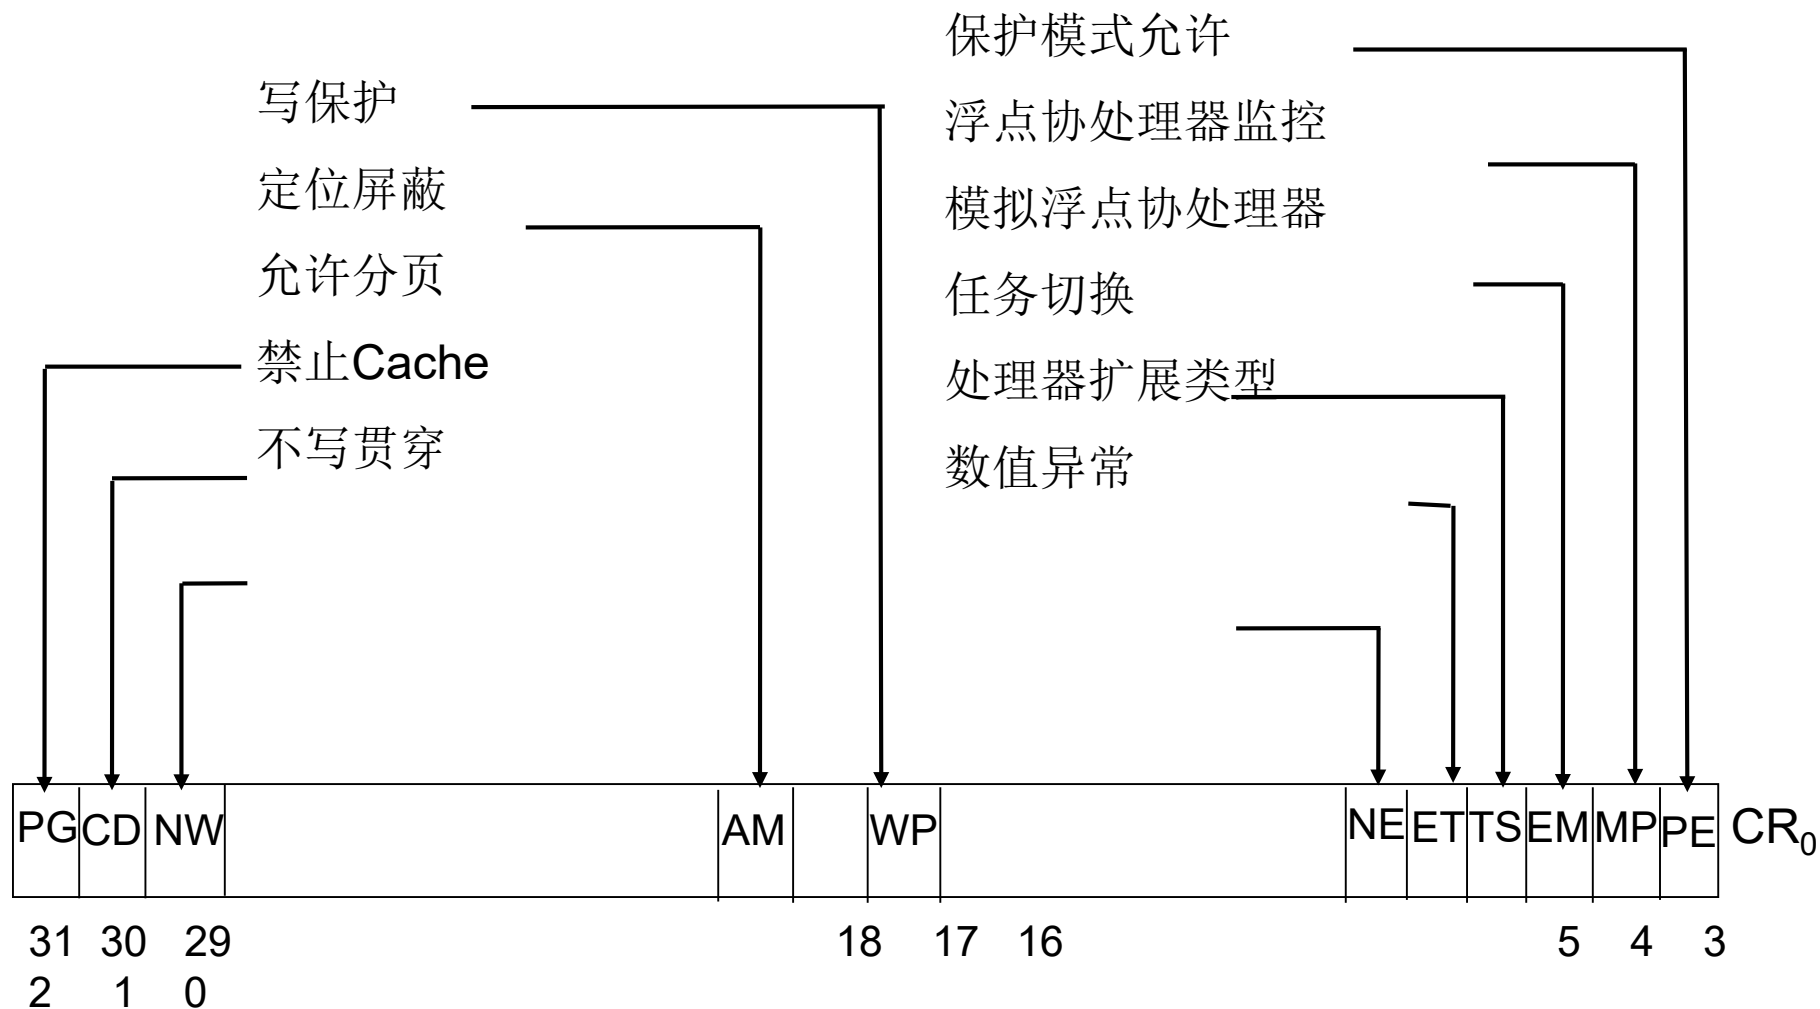 写保护
定位屏蔽
允许分页
禁止Cache
不写贯穿
保护模式允许
浮点协处理器监控
模拟浮点协处理器
任务切换
处理器扩展类型
数值异常
PG CD NW AM WP NE ET TS EM MP PE CR₀
31 30 29 18 17 16 5 4 3
2 1 0